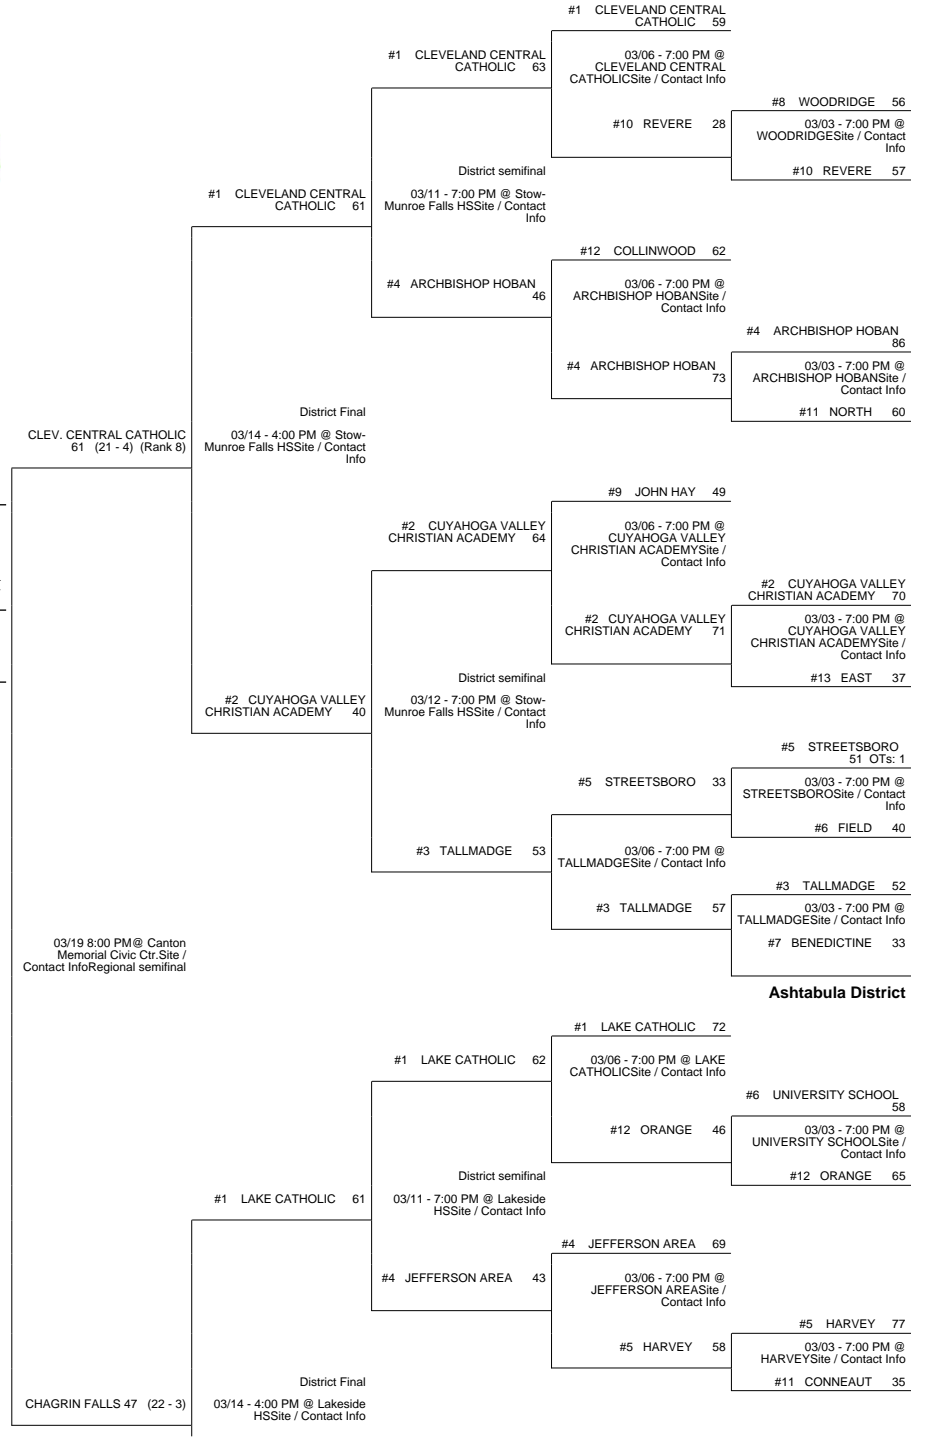 #1 CLEVELAND CENTRAL
CATHOLIC 59
#1 CLEVELAND CENTRAL
CATHOLIC 63
03/06 - 7:00 PM @
CLEVELAND CENTRAL
CATHOLICSite / Contact Info
#8 WOODRIDGE 56
#10 REVERE 28
03/03 - 7:00 PM @
WOODRIDGESite / Contact
Info
#10 REVERE 57
District semifinal
#1 CLEVELAND CENTRAL
CATHOLIC 61
03/11 - 7:00 PM @ Stow-
Munroe Falls HSSite / Contact
Info
#12 COLLINWOOD 62
#4 ARCHBISHOP HOBAN
46
03/06 - 7:00 PM @
ARCHBISHOP HOBANSite /
Contact Info
#4 ARCHBISHOP HOBAN
86
#4 ARCHBISHOP HOBAN
73
03/03 - 7:00 PM @
ARCHBISHOP HOBANSite /
Contact Info
#11 NORTH 60
District Final
CLEV. CENTRAL CATHOLIC
61 (21 - 4) (Rank 8)
03/14 - 4:00 PM @ Stow-
Munroe Falls HSSite / Contact
Info
#9 JOHN HAY 49
#2 CUYAHOGA VALLEY
CHRISTIAN ACADEMY 64
03/06 - 7:00 PM @
CUYAHOGA VALLEY
CHRISTIAN ACADEMYSite /
Contact Info
#2 CUYAHOGA VALLEY
CHRISTIAN ACADEMY 70
#2 CUYAHOGA VALLEY
CHRISTIAN ACADEMY 71
03/03 - 7:00 PM @
CUYAHOGA VALLEY
CHRISTIAN ACADEMYSite /
Contact Info
#13 EAST 37
District semifinal
#2 CUYAHOGA VALLEY
CHRISTIAN ACADEMY 40
03/12 - 7:00 PM @ Stow-
Munroe Falls HSSite / Contact
Info
#5 STREETSBORO
51 OTs: 1
#5 STREETSBORO 33
03/03 - 7:00 PM @
STREETSBOROSite / Contact
Info
#6 FIELD 40
#3 TALLMADGE 53
03/06 - 7:00 PM @
TALLMADGESite / Contact Info
#3 TALLMADGE 52
#3 TALLMADGE 57
03/03 - 7:00 PM @
TALLMADGESite / Contact Info
#7 BENEDICTINE 33
03/19 8:00 PM@ Canton
Memorial Civic Ctr.Site /
Contact InfoRegional semifinal
Ashtabula District
#1 LAKE CATHOLIC 72
#1 LAKE CATHOLIC 62
03/06 - 7:00 PM @ LAKE
CATHOLICSite / Contact Info
#6 UNIVERSITY SCHOOL
58
#12 ORANGE 46
03/03 - 7:00 PM @
UNIVERSITY SCHOOLSite /
Contact Info
#12 ORANGE 65
District semifinal
#1 LAKE CATHOLIC 61
03/11 - 7:00 PM @ Lakeside
HSSite / Contact Info
#4 JEFFERSON AREA 69
#4 JEFFERSON AREA 43
03/06 - 7:00 PM @
JEFFERSON AREASite /
Contact Info
#5 HARVEY 77
#5 HARVEY 58
03/03 - 7:00 PM @
HARVEYSite / Contact Info
#11 CONNEAUT 35
District Final
CHAGRIN FALLS 47 (22 - 3)
03/14 - 4:00 PM @ Lakeside
HSSite / Contact Info